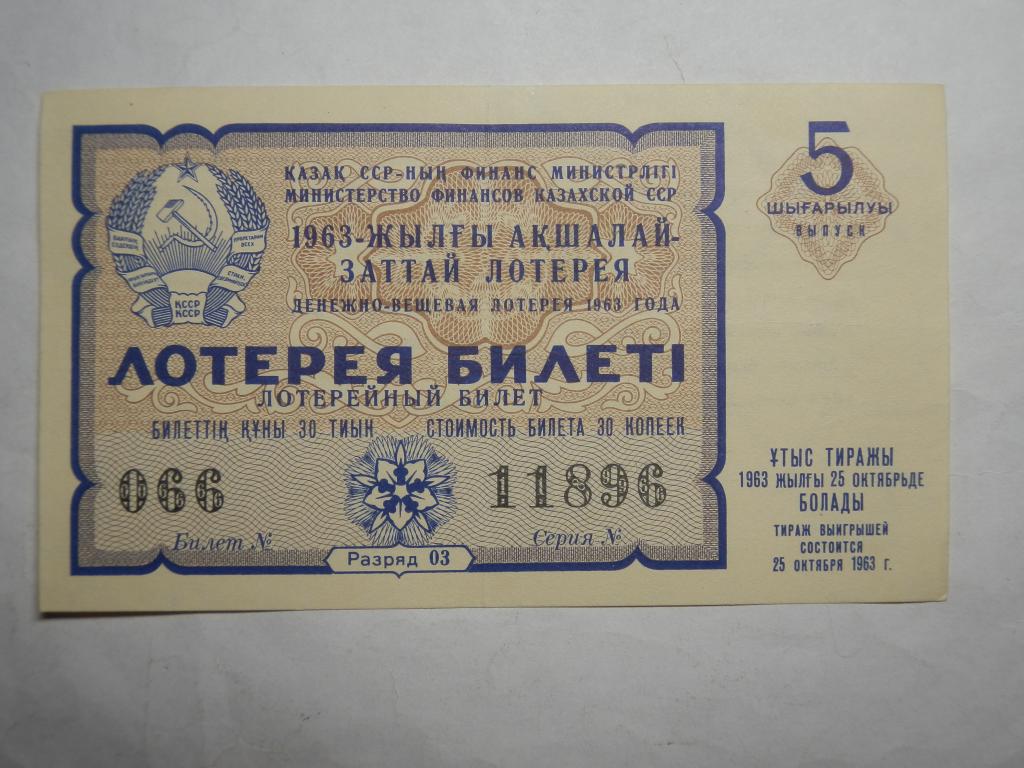 ҚАЗАҚ ССР-НЫҢ ФИНАНС МИНИСТРЛІГІ
МИНИСТЕРСТВО ФИНАНСОВ КАЗАХСКОЙ ССР
1963-ЖЫЛҒЫ АҚШАЛАЙ-
ЗАТТАЙ ЛОТЕРЕЯ
ДЕНЕЖНО-ВЕЩЕВАЯ ЛОТЕРЕЯ 1963 ГОДА
ПРОЛЕТАРИИ
ВСЕХ
СТРАН
КССР
КССР
ЛОТЕРЕЯ БИЛЕТІ
ЛОТЕРЕЙНЫЙ БИЛЕТ
БИЛЕТТІҢ ҚҰНЫ 30 ТИЫН СТОИМОСТЬ БИЛЕТА 30 КОПЕЕК
066 11896
Билет № Серия №
Разряд 03
5
ШЫҒАРЫЛУЫ
ВЫПУСК
ҰТЫС ТИРАЖЫ
1963 ЖЫЛҒЫ 25 ОКТЯБРЬДЕ
БОЛАДЫ
ТИРАЖ ВЫИГРЫШЕЙ
СОСТОИТСЯ
25 ОКТЯБРЯ 1963 г.